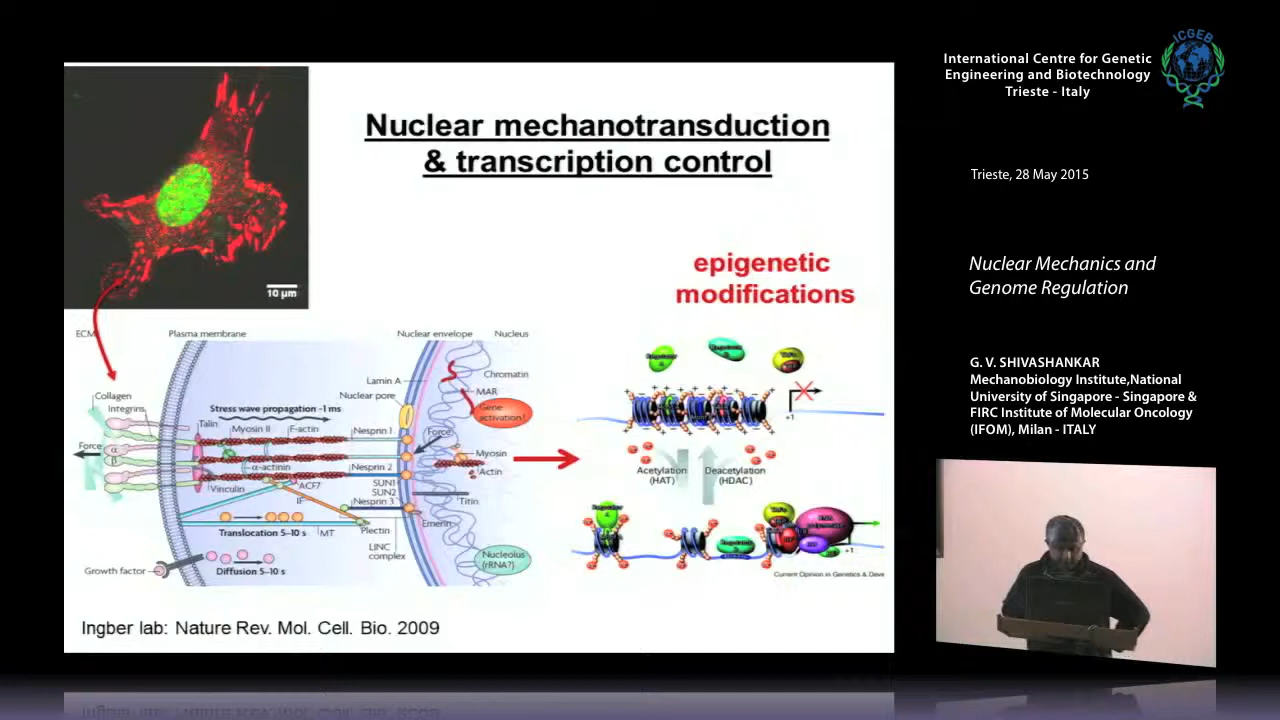 Nuclear mechanotransduction
& transcription control
10 μm
epigenetic
modifications
ECM
Plasma membrane
Nuclear envelope
Nucleus
Collagen
Integrins
Lamin A
Nuclear pore
Chromatin
MAR
Gene
activation?
Stress wave propagation ~1 ms
Talin
Myosin II
F-actin
Nesprin 1
Force
Force
α
β
α-actinin
Nesprin 2
Myosin
Actin
Vinculin
ACF7
IF
SUN1
SUN2
Nesprin 3
Titin
Translocation 5–10 s
MT
Plectin
Emerin
LINC
complex
Growth factor
Diffusion 5–10 s
Nucleolus
(rRNA?)
+1
Acetylation
(HAT)
Deacetylation
(HDAC)
+1
Current Opinion in Genetics & Deve
Ingber lab: Nature Rev. Mol. Cell. Bio. 2009
International Centre for Genetic
Engineering and Biotechnology
Trieste - Italy
ICGEB
Trieste, 28 May 2015
Nuclear Mechanics and
Genome Regulation
G. V. SHIVASHANKAR
Mechanobiology Institute,National
University of Singapore - Singapore &
FIRC Institute of Molecular Oncology
(IFOM), Milan - ITALY